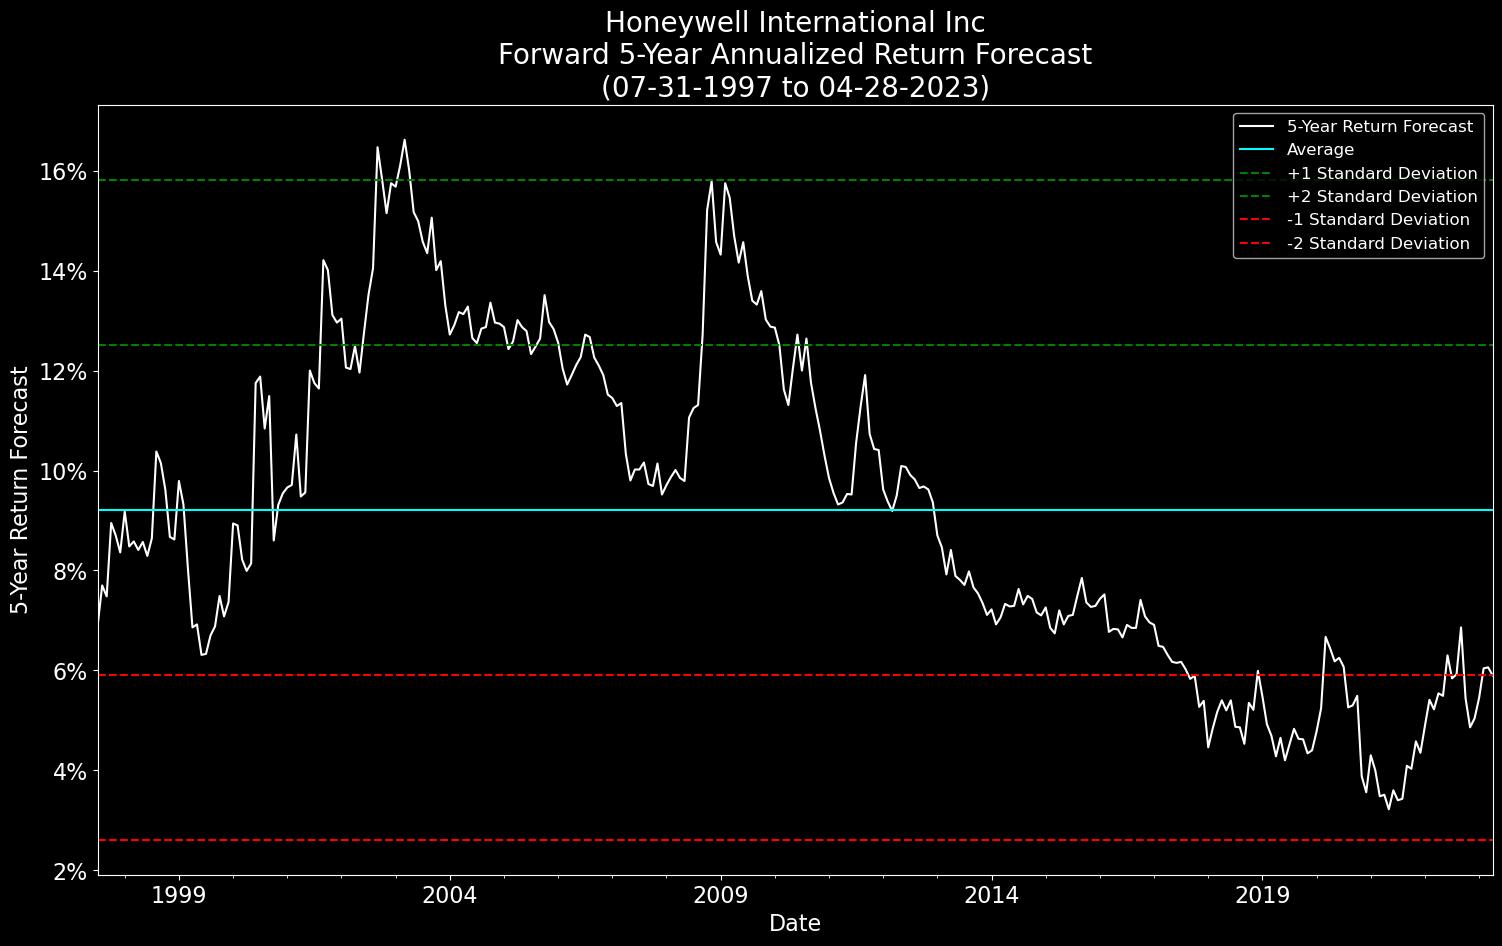 Honeywell International Inc
Forward 5-Year Annualized Return Forecast
(07-31-1997 to 04-28-2023)
5-Year Return Forecast
Average
+1 Standard Deviation
+2 Standard Deviation
-1 Standard Deviation
-2 Standard Deviation
5-Year Return Forecast
16%
14%
12%
10%
8%
6%
4%
2%
1999 2004 2009 2014 2019
Date